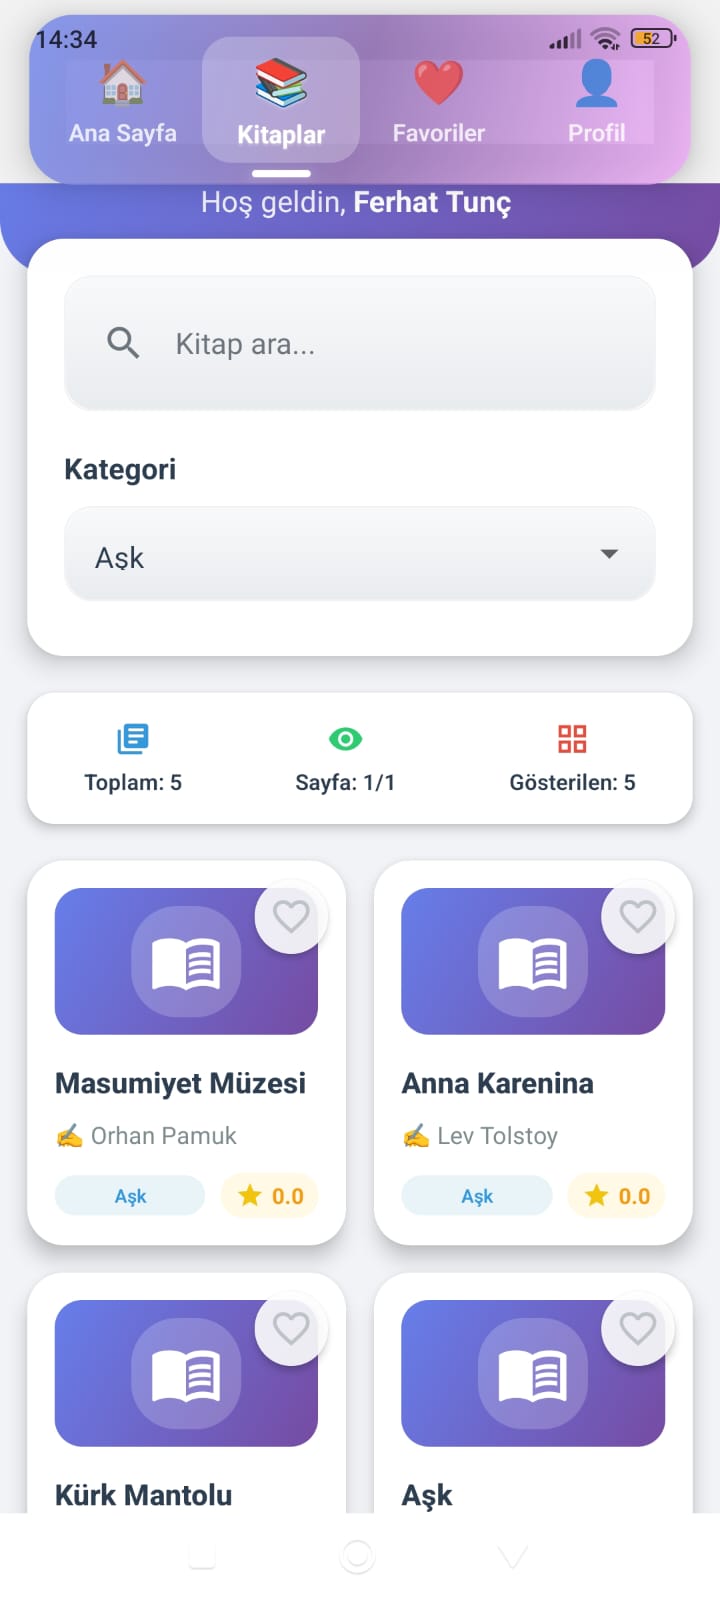 14:34
52
Ana Sayfa
Kitaplar
Favoriler
Profil
Hoş geldin, Ferhat Tunç
Kitap ara...
Kategori
Aşk
Toplam: 5
Sayfa: 1/1
Gösterilen: 5
Masumiyet Müzesi
Orhan Pamuk
Aşk
0.0
Anna Karenina
Lev Tolstoy
Aşk
0.0
Kürk Mantolu
Aşk